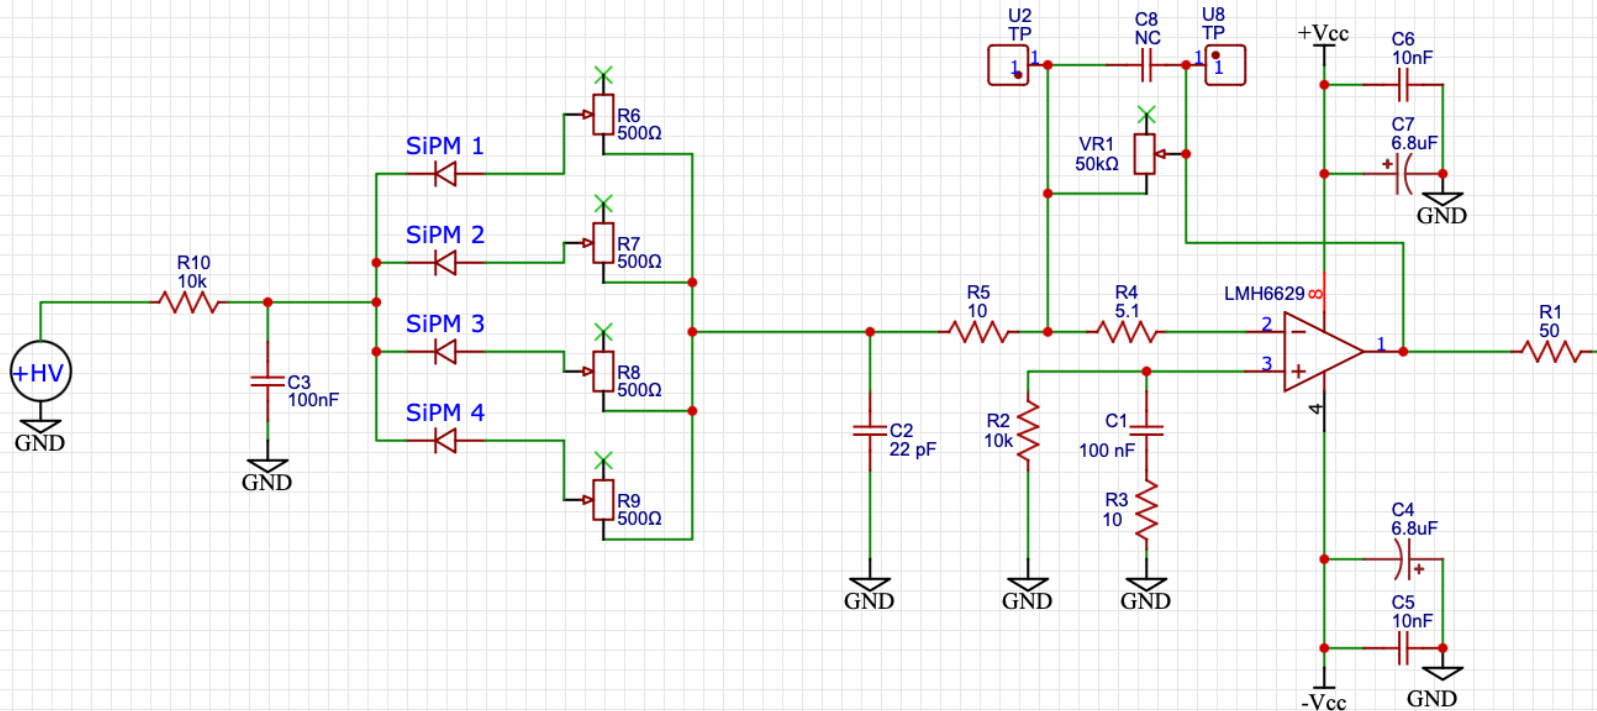 U2
TP
1
1
C8
NC
U8
TP
1
1
+Vcc
C6
10nF
C7
6.8uF
+
GND
VR1
50kΩ
R6
500Ω
SiPM 1
R7
500Ω
SiPM 2
R10
10k
SiPM 3
R8
500Ω
SiPM 4
R9
500Ω
+HV
GND
C3
100nF
GND
R5
10
R4
5.1
LMH6629
8
2
3
1
4
R1
50
C2
22 pF
GND
R2
10k
GND
C1
100 nF
R3
10
GND
C4
6.8uF
+
C5
10nF
-Vcc
GND